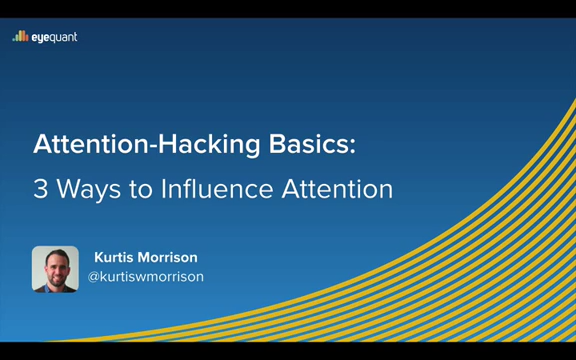 eyequant
Attention-Hacking Basics:
3 Ways to Influence Attention
Kurtis Morrison
@kurtiswmorrison